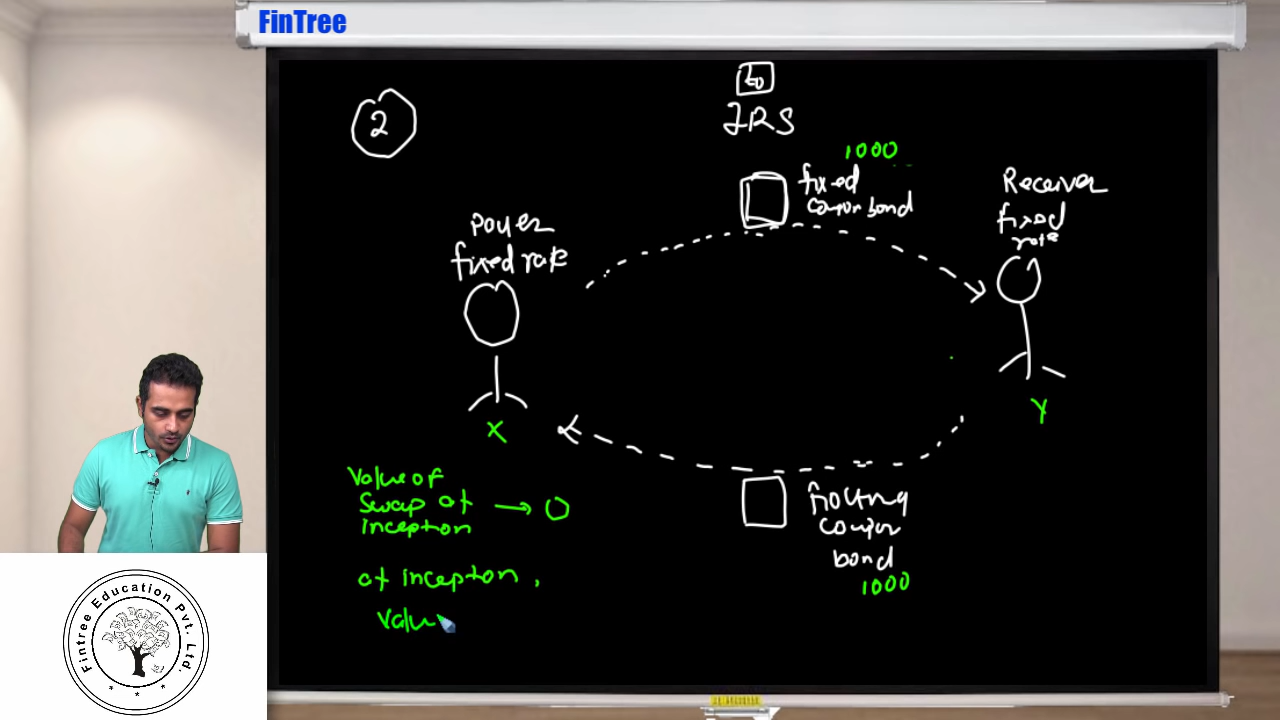 FinTree
2
t0
IRS
1000
fixed
coupon bond
Receiver
fixed
rate
Payer
fixed rate
X
Y
Value of
Swap at → 0
inception
floating
coupon
bond
1000
at inception,
Valu
Fintree Education Pvt. Ltd.